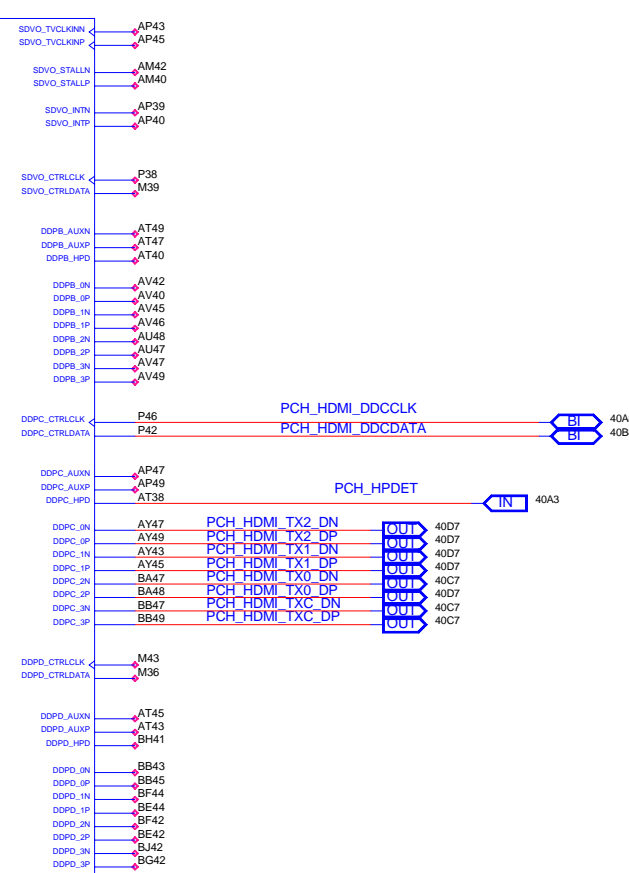 SDVO_TVCLKINN AP43
SDVO_TVCLKINP AP45
SDVO_STALLN AM42
SDVO_STALLP AM40
SDVO_INTN AP39
SDVO_INTP AP40
SDVO_CTRLCLK P38
SDVO_CTRLDATA M39
DDPB_AUXN AT49
DDPB_AUXP AT47
DDPB_HPD AT40
DDPB_0N AV42
DDPB_0P AV40
DDPB_1N AV45
DDPB_1P AV46
DDPB_2N AU48
DDPB_2P AU47
DDPB_3N AV47
DDPB_3P AV49
DDPC_CTRLCLK P46 PCH_HDMI_DDCCLK BI 40A
DDPC_CTRLDATA P42 PCH_HDMI_DDCDATA BI 40B
DDPC_AUXN AP47
DDPC_AUXP AP49
DDPC_HPD AT38 PCH_HPDET IN 40A3
DDPC_0N AY47 PCH_HDMI_TX2_DN OUT 40D7
DDPC_0P AY49 PCH_HDMI_TX2_DP OUT 40D7
DDPC_1N AY43 PCH_HDMI_TX1_DN OUT 40D7
DDPC_1P AY45 PCH_HDMI_TX1_DP OUT 40D7
DDPC_2N BA47 PCH_HDMI_TX0_DN OUT 40C7
DDPC_2P BA48 PCH_HDMI_TX0_DP OUT 40D7
DDPC_3N BB47 PCH_HDMI_TXC_DN OUT 40C7
DDPC_3P BB49 PCH_HDMI_TXC_DP OUT 40C7
DDPD_CTRLCLK M43
DDPD_CTRLDATA M36
DDPD_AUXN AT45
DDPD_AUXP AT43
DDPD_HPD BH41
DDPD_0N BB43
DDPD_0P BB45
DDPD_1N BF44
DDPD_1P BE44
DDPD_2N BF42
DDPD_2P BE42
DDPD_3N BJ42
DDPD_3P BG42